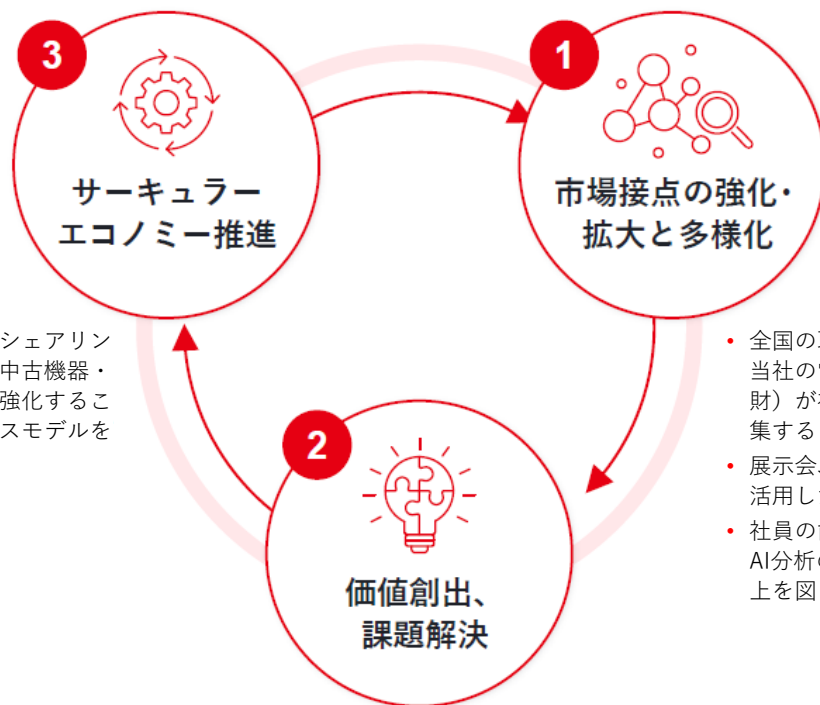 3
サーキュラー
エコノミー推進
1
市場接点の強化・
拡大と多様化
2
価値創出、
課題解決
シェアリン
中古機器・
強化するこ
スモデルを
• 全国の
当社の
財）が
集する
• 展示会
活用し
• 社員の
AI分析
上を図